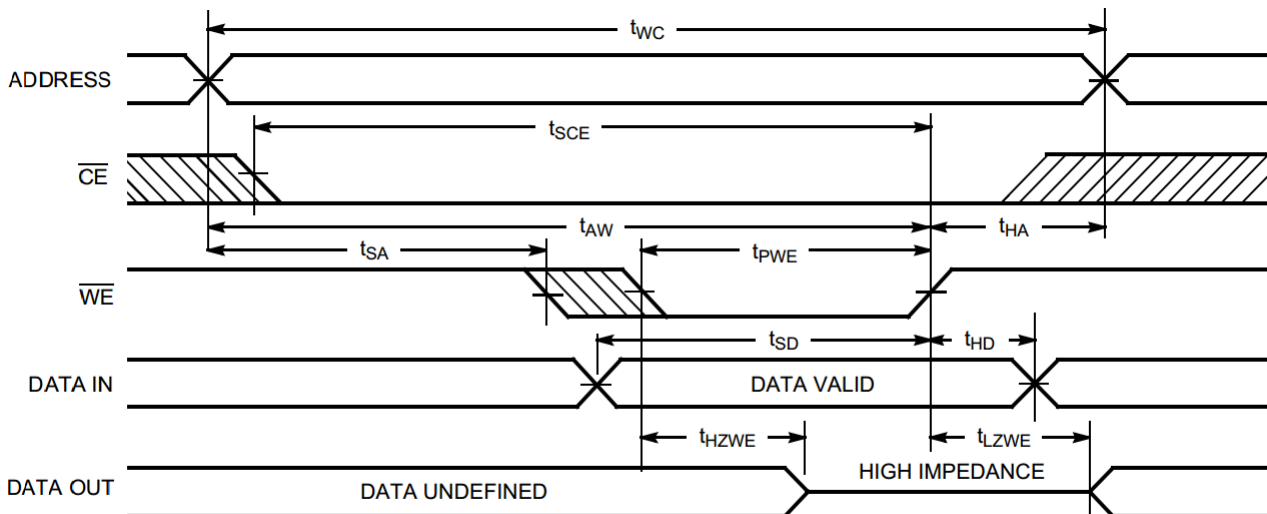 tWC
ADDRESS
tSCE
CE
tAW
tHA
tSA
tPWE
WE
tSD
tHD
DATA IN
DATA VALID
tHZWE
tLZWE
HIGH IMPEDANCE
DATA OUT
DATA UNDEFINED